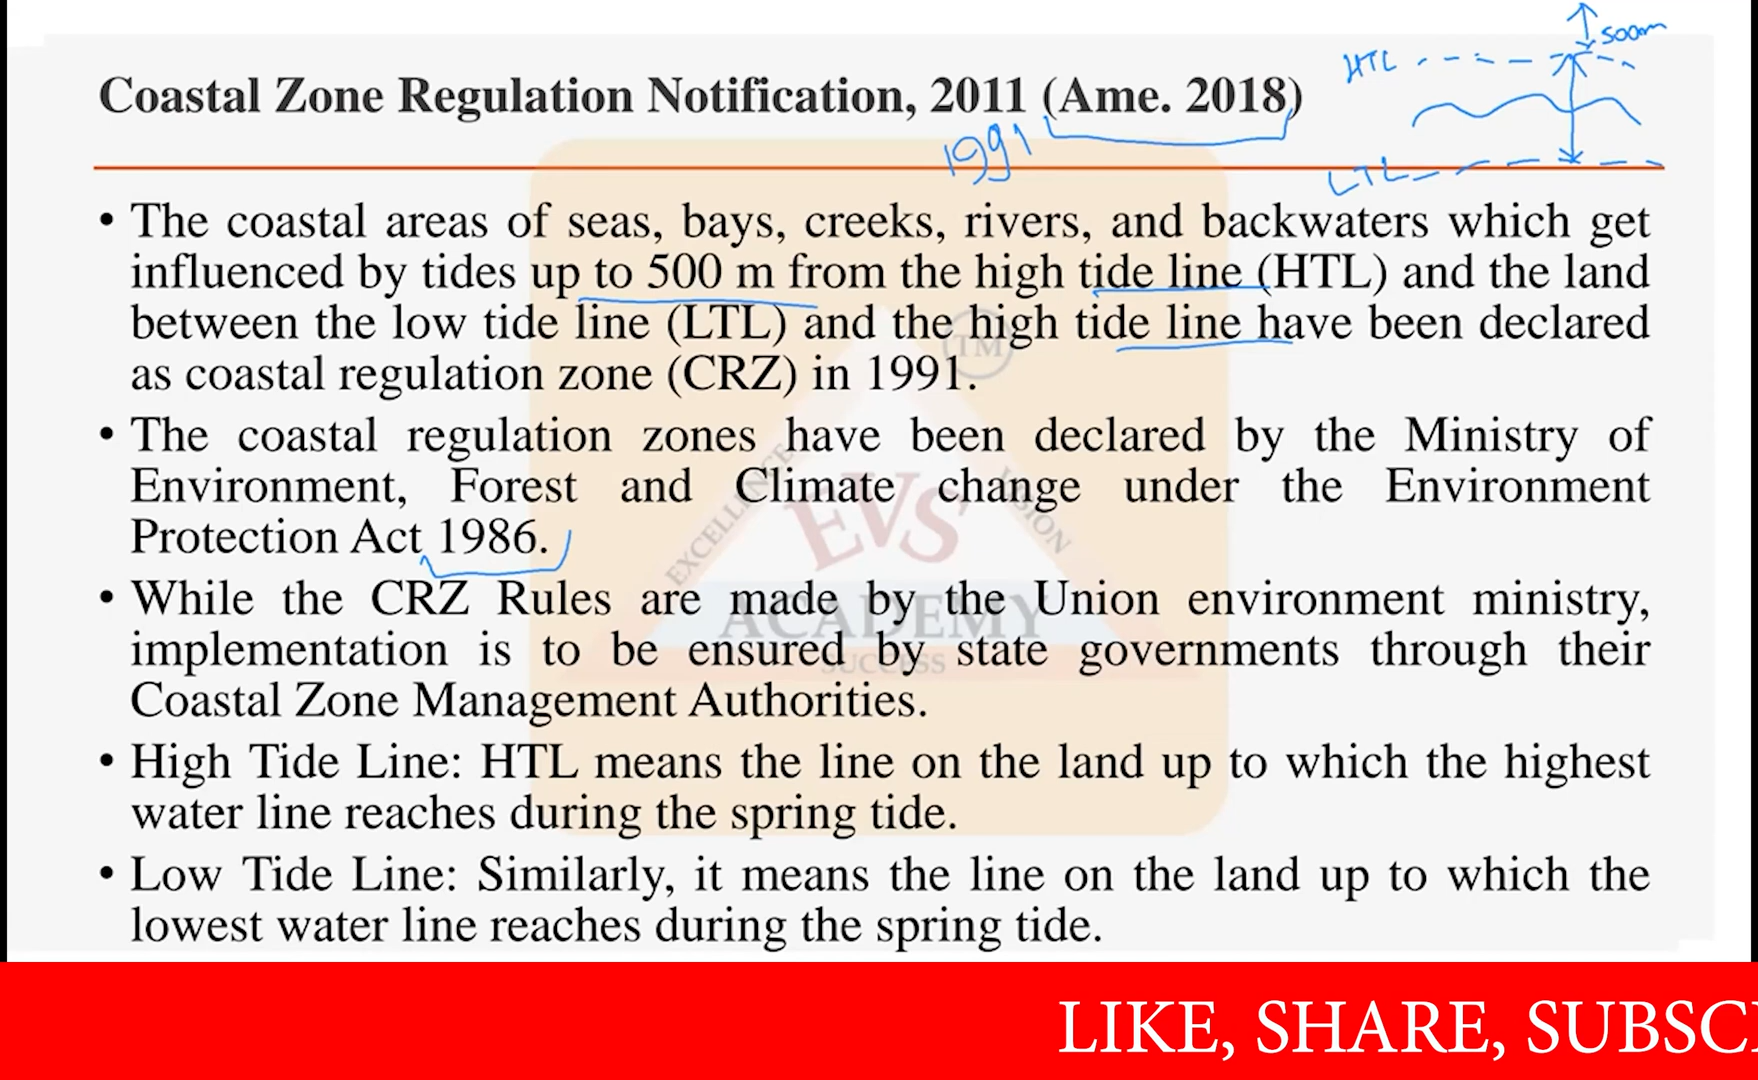 500m
HTL
Coastal Zone Regulation Notification, 2011 (Ame. 2018)
1991
LTL
• The coastal areas of seas, bays, creeks, rivers, and backwaters which get
influenced by tides up to 500 m from the high tide line (HTL) and the land
between the low tide line (LTL) and the high tide line have been declared
as coastal regulation zone (CRZ) in 1991.
TM
• The coastal regulation zones have been declared by the Ministry of
Environment, Forest and Climate change under the Environment
Protection Act 1986.
EXCELLENCE
EVS
VISION
• While the CRZ Rules are made by the Union environment ministry,
implementation is to be ensured by state governments through their
Coastal Zone Management Authorities.
ACADEMY
SUCCESS
• High Tide Line: HTL means the line on the land up to which the highest
water line reaches during the spring tide.
• Low Tide Line: Similarly, it means the line on the land up to which the
lowest water line reaches during the spring tide.
LIKE, SHARE, SUBSC